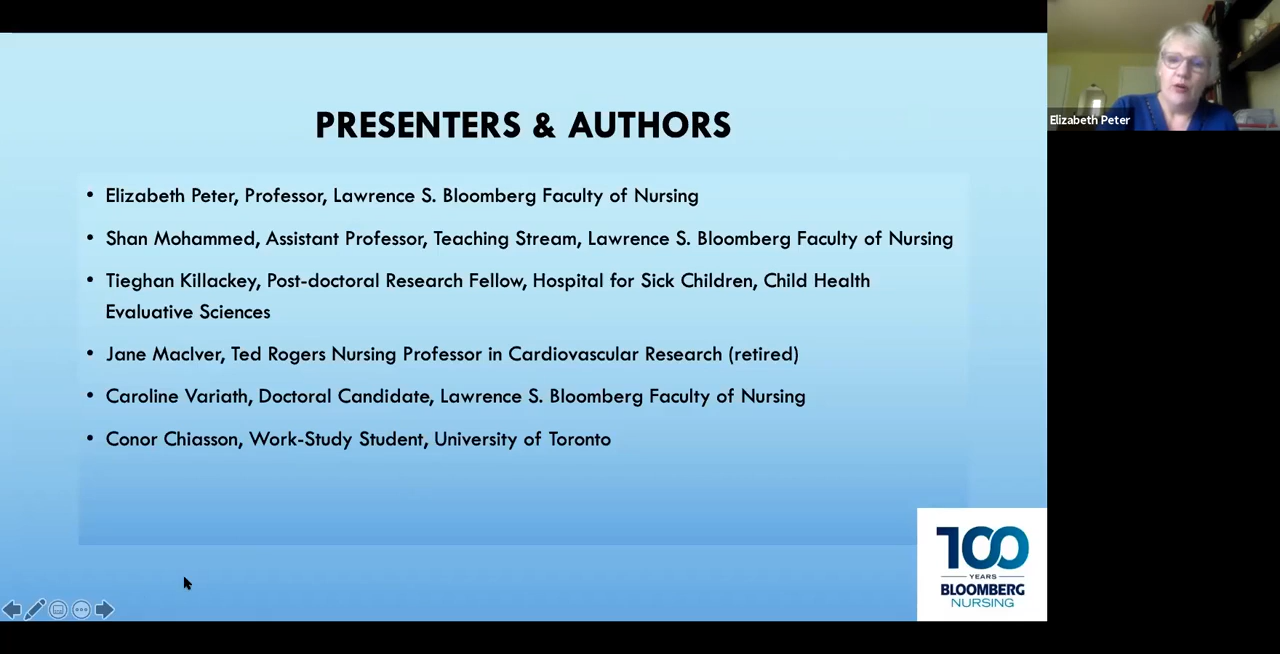 PRESENTERS & AUTHORS
• Elizabeth Peter, Professor, Lawrence S. Bloomberg Faculty of Nursing
• Shan Mohammed, Assistant Professor, Teaching Stream, Lawrence S. Bloomberg Faculty of Nursing
• Tieghan Killackey, Post-doctoral Research Fellow, Hospital for Sick Children, Child Health
Evaluative Sciences
• Jane MacIver, Ted Rogers Nursing Professor in Cardiovascular Research (retired)
• Caroline Variath, Doctoral Candidate, Lawrence S. Bloomberg Faculty of Nursing
• Conor Chiasson, Work-Study Student, University of Toronto
100
YEARS
BLOOMBERG
NURSING
Elizabeth Peter